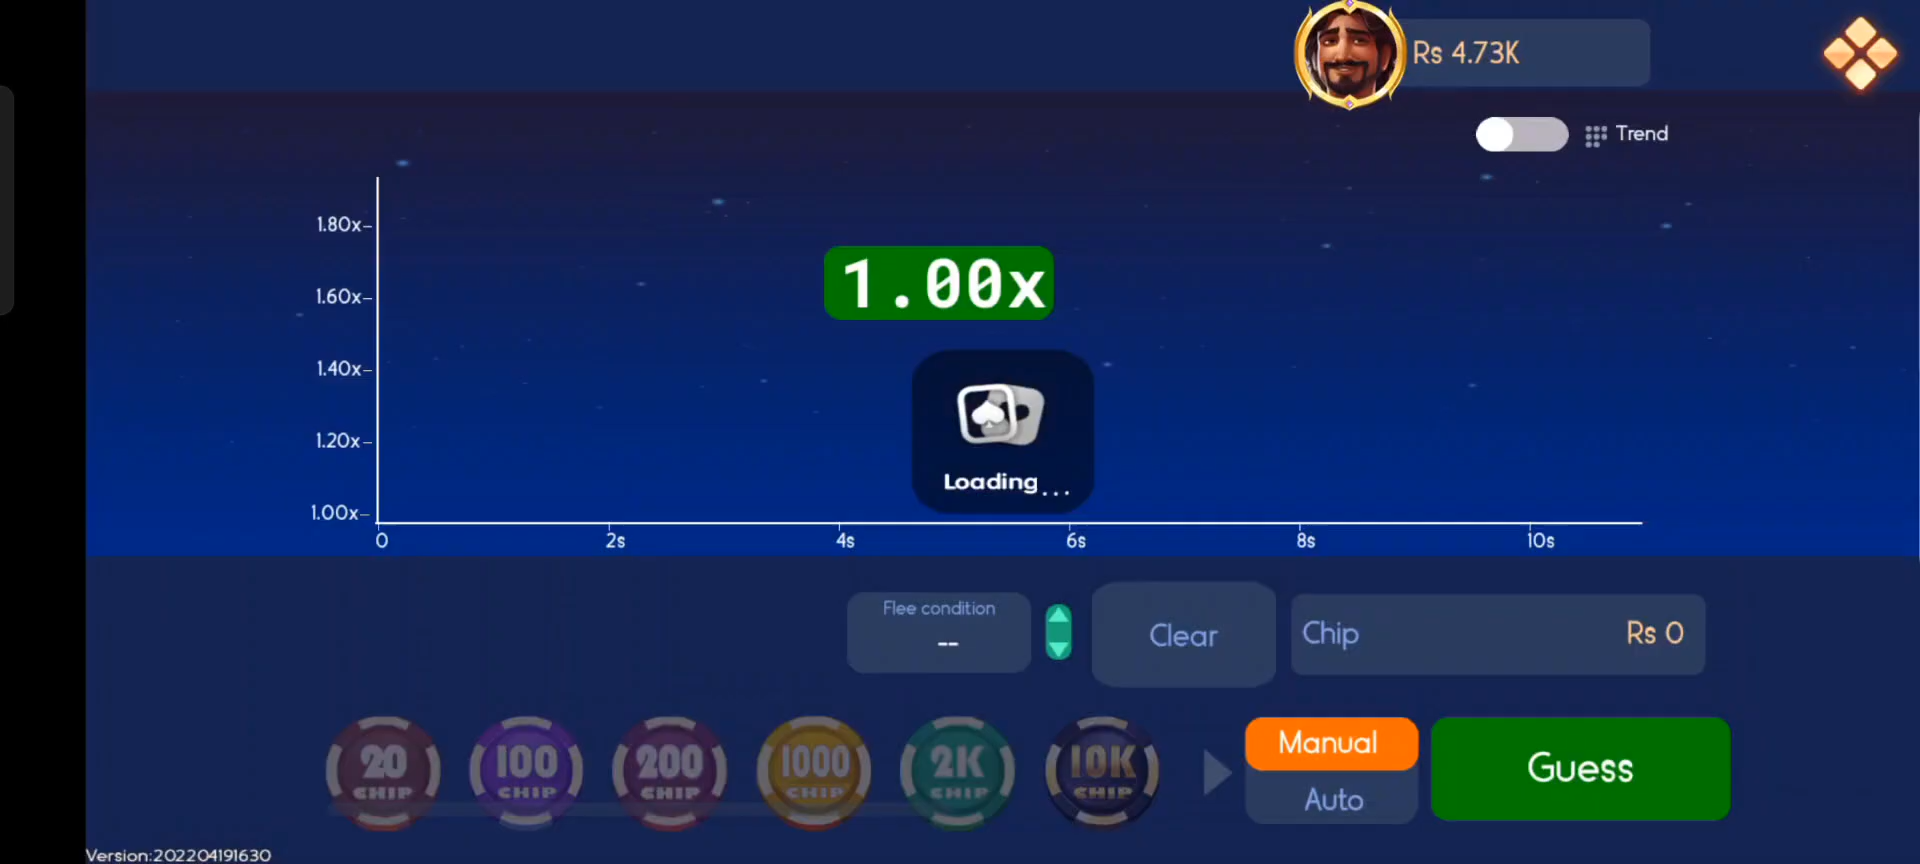 Rs 4.73K
Trend
1.80x
1.60x
1.40x
1.20x
1.00x
1.00x
Loading...
0 2s 4s 6s 8s 10s
Flee condition
--
Clear
Chip Rs 0
20 CHIP
100 CHIP
200 CHIP
1000 CHIP
2K CHIP
10K CHIP
Manual
Auto
Guess
Version:202204191630